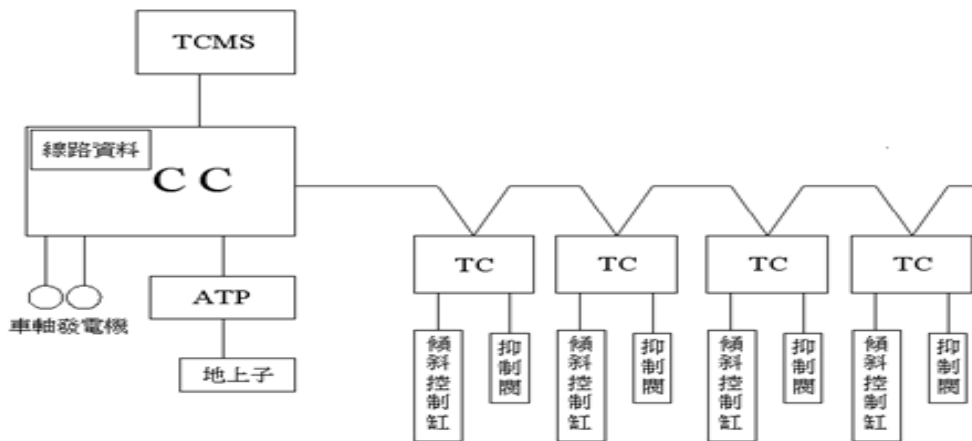 TCMS
線路資料
CC
TC
TC
TC
TC
ATP
車軸發電機
地上子
傾斜控制缸
抑制閥
傾斜控制缸
抑制閥
傾斜控制缸
抑制閥
傾斜控制缸
抑制閥